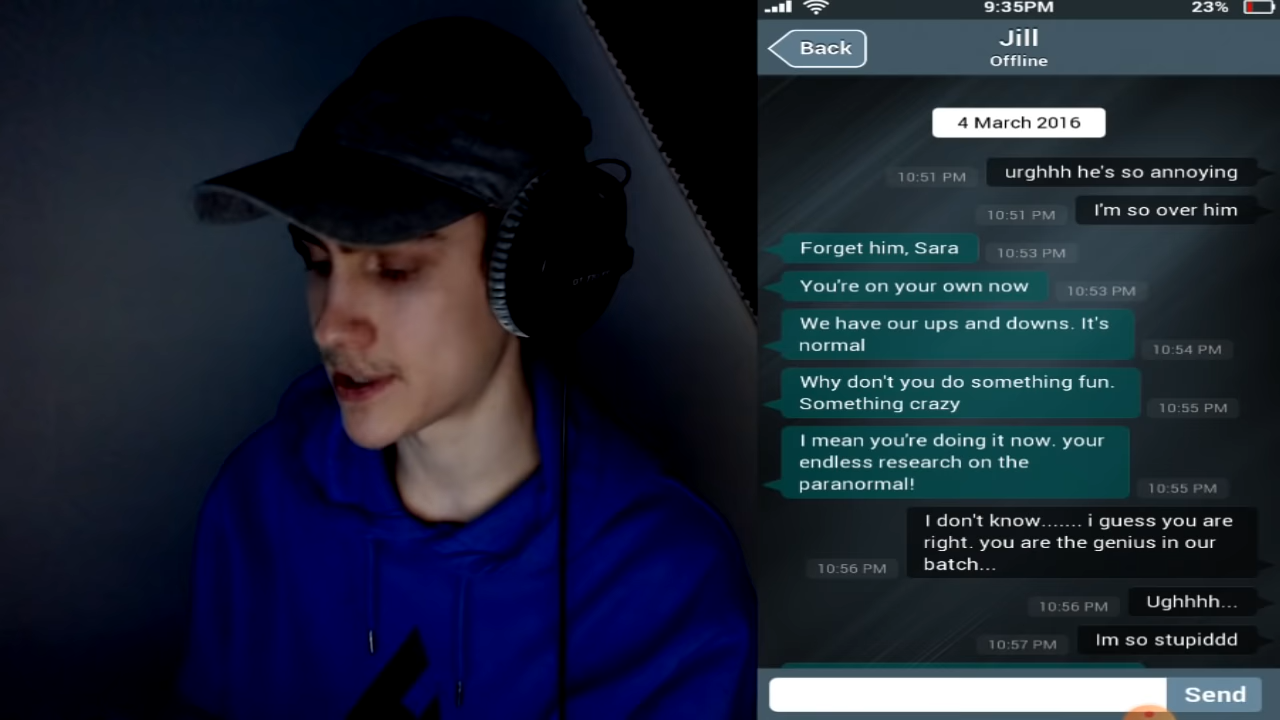 9:35PM
23%
Back
Jill
Offline
4 March 2016
10:51 PM
urghhh he's so annoying
10:51 PM
I'm so over him
Forget him, Sara
10:53 PM
You're on your own now
10:53 PM
We have our ups and downs. It's
normal
10:54 PM
Why don't you do something fun.
Something crazy
10:55 PM
I mean you're doing it now. your
endless research on the
paranormal!
10:55 PM
I don't know....... i guess you are
right. you are the genius in our
batch...
10:56 PM
Ughhhh...
10:56 PM
Im so stupiddd
10:57 PM
Send